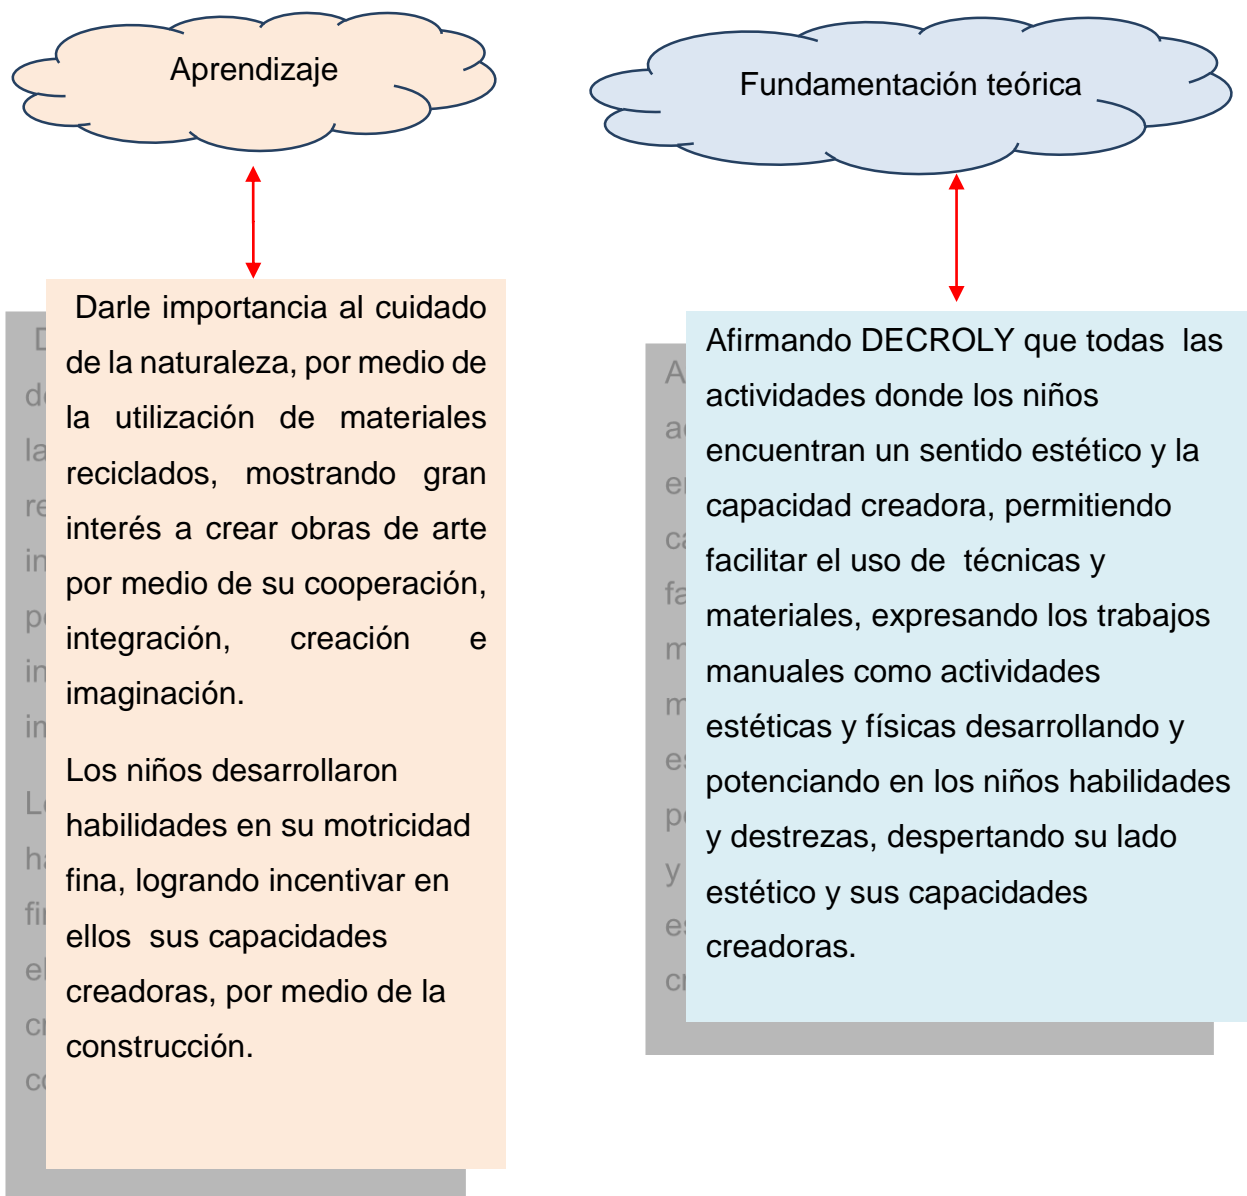 Aprendizaje
Darle importancia al cuidado
de la naturaleza, por medio de
la utilización de materiales
reciclados, mostrando gran
interés a crear obras de arte
por medio de su cooperación,
integración, creación e
imaginación.
Los niños desarrollaron
habilidades en su motricidad
fina, logrando incentivar en
ellos sus capacidades
creadoras, por medio de la
construcción.
Fundamentación teórica
Afirmando DECROLY que todas las
actividades donde los niños
encuentran un sentido estético y la
capacidad creadora, permitiendo
facilitar el uso de técnicas y
materiales, expresando los trabajos
manuales como actividades
estéticas y físicas desarrollando y
potenciando en los niños habilidades
y destrezas, despertando su lado
estético y sus capacidades
creadoras.